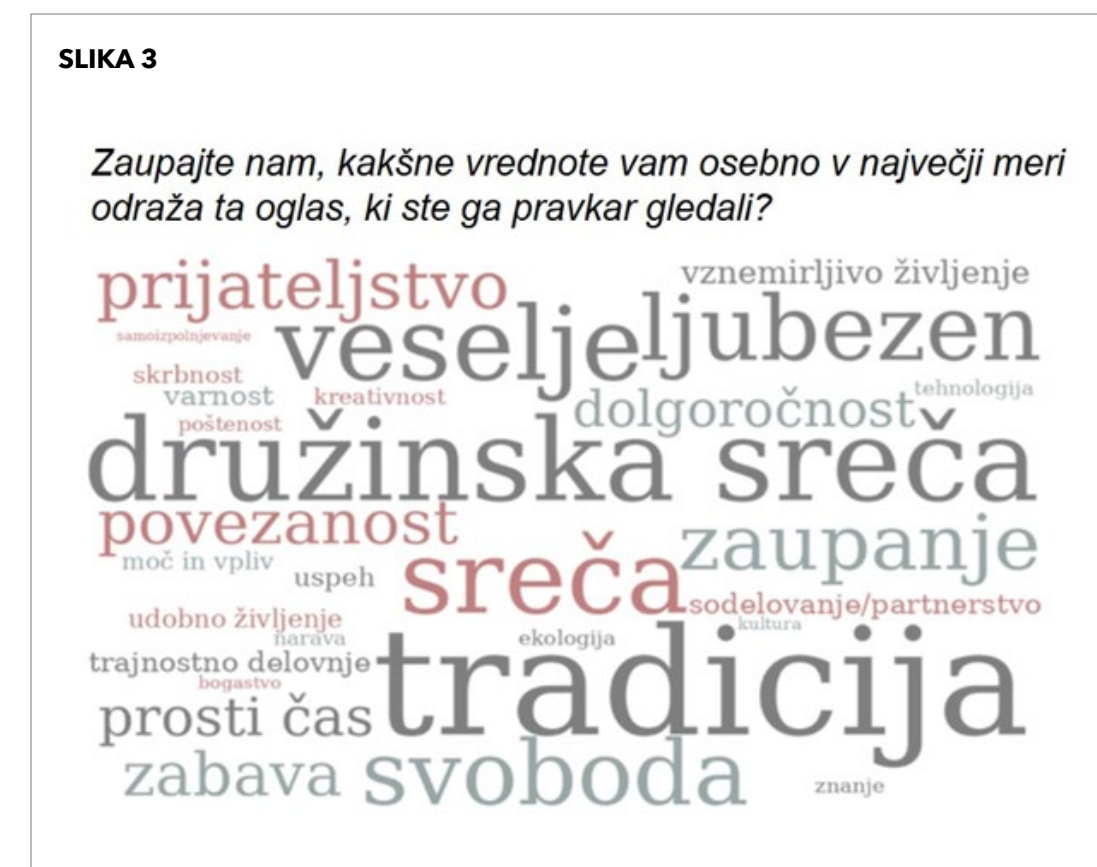 SLIKA 3
Zaupajte nam, kakšne vrednote vam osebno v največji meri
odraža ta oglas, ki ste ga pravkar gledali?
prijateljstvo
vznemirljivo življenje
samoizpolnjevanje
veselje
ljubezen
skrbnost
varnost
kreativnost
tehnologija
dolgoročnost
poštenost
družinska sreča
povezanost
zaupanje
moč in vpliv
uspeh
sreča
sodelovanje/partnerstvo
udobno življenje
kultura
narava
ekologija
trajnostno delovnje
tradicija
bogastvo
prosti čas
zabava
svoboda
znanje